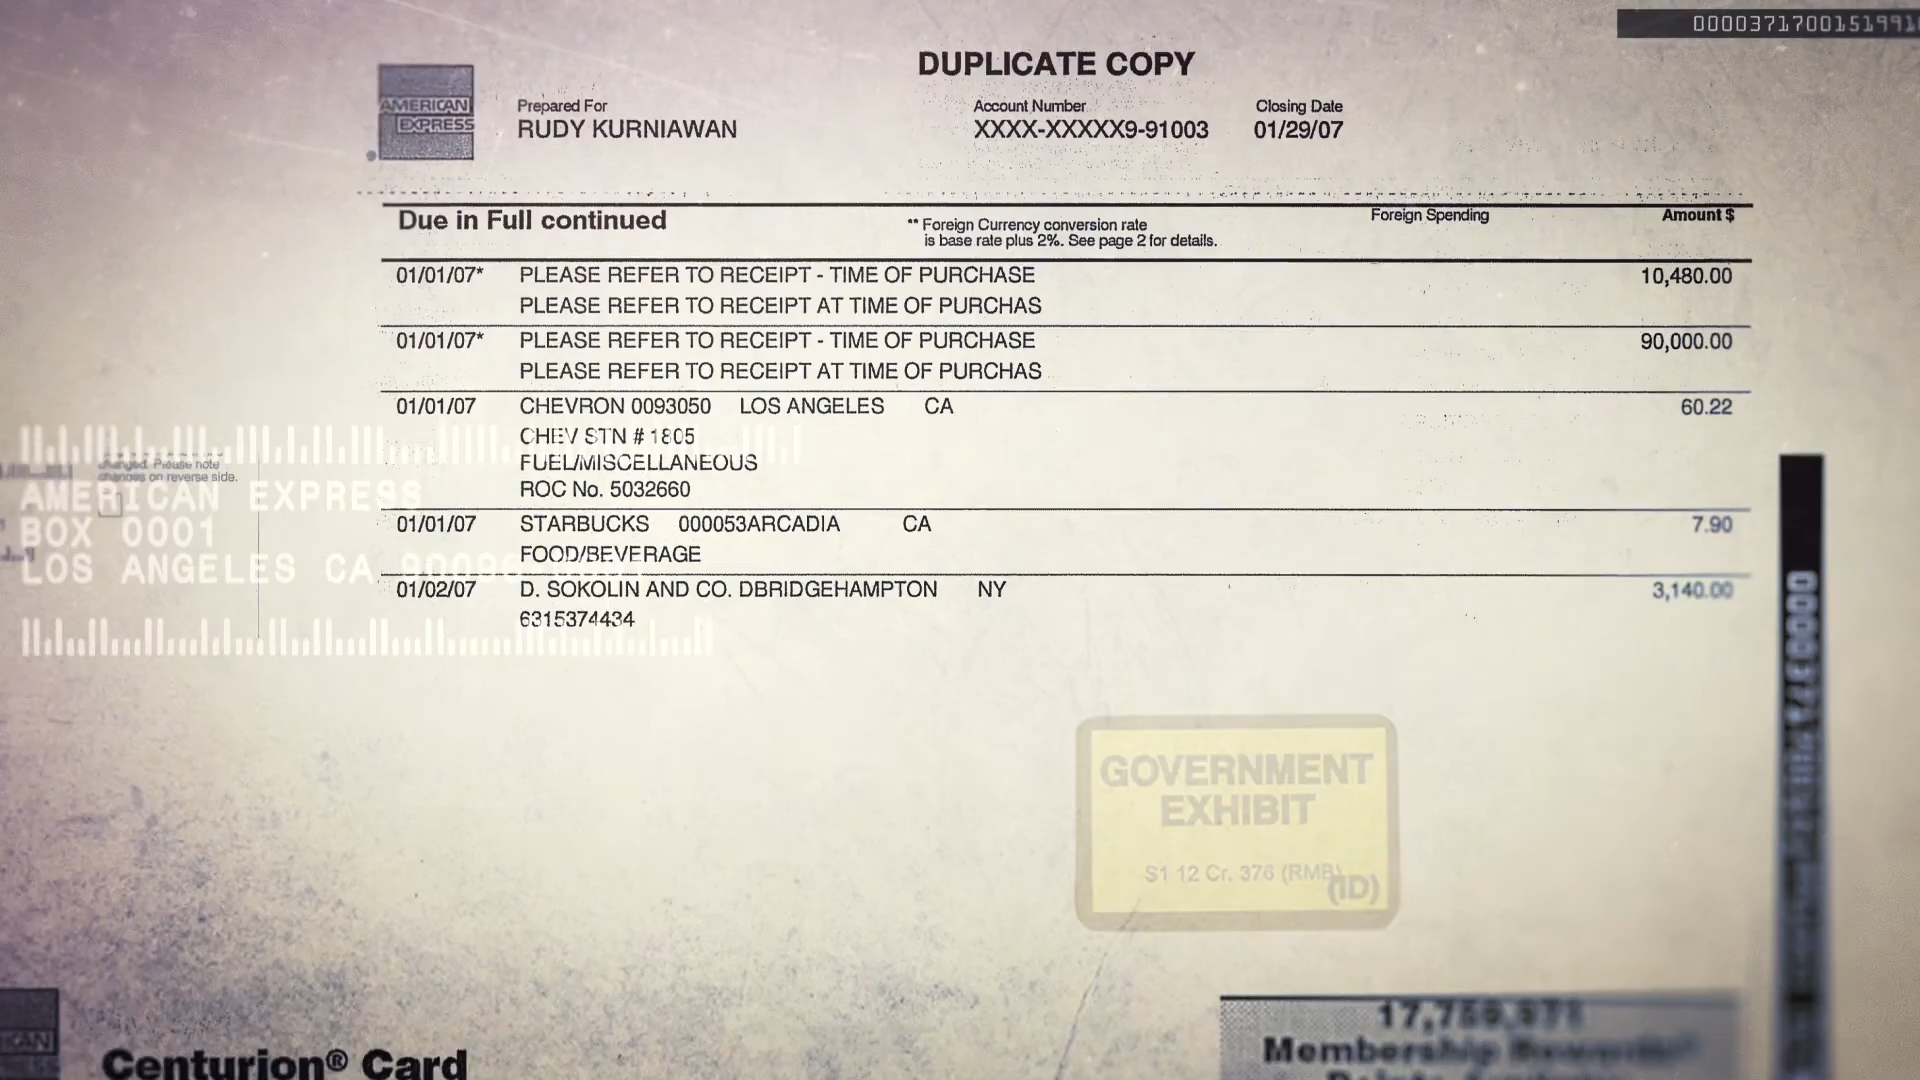 000037170015199
DUPLICATE COPY
AMERICAN
EXPRESS
Prepared For
RUDY KURNIAWAN
Account Number
XXXX-XXXXX9-91003
Closing Date
01/29/07
Due in Full continued
** Foreign Currency conversion rate
is base rate plus 2%. See page 2 for details.
Foreign Spending
Amount $
01/01/07* PLEASE REFER TO RECEIPT - TIME OF PURCHASE 10,480.00
PLEASE REFER TO RECEIPT AT TIME OF PURCHAS
01/01/07* PLEASE REFER TO RECEIPT - TIME OF PURCHASE 90,000.00
PLEASE REFER TO RECEIPT AT TIME OF PURCHAS
01/01/07 CHEVRON 0093050 LOS ANGELES CA 60.22
CHEV STN # 1805
FUEL/MISCELLANEOUS
ROC No. 5032660
01/01/07 STARBUCKS 000053ARCADIA CA 7.90
FOOD/BEVERAGE
01/02/07 D. SOKOLIN AND CO. DBRIDGEHAMPTON NY 3,140.00
6315374434
changed. Please note
changes on reverse side.
AMERICAN EXPRESS
BOX 0001
LOS ANGELES CA
GOVERNMENT
EXHIBIT
S1 12 Cr. 376 (RMB)
(ID)
Centurion® Card
Membership Rewards